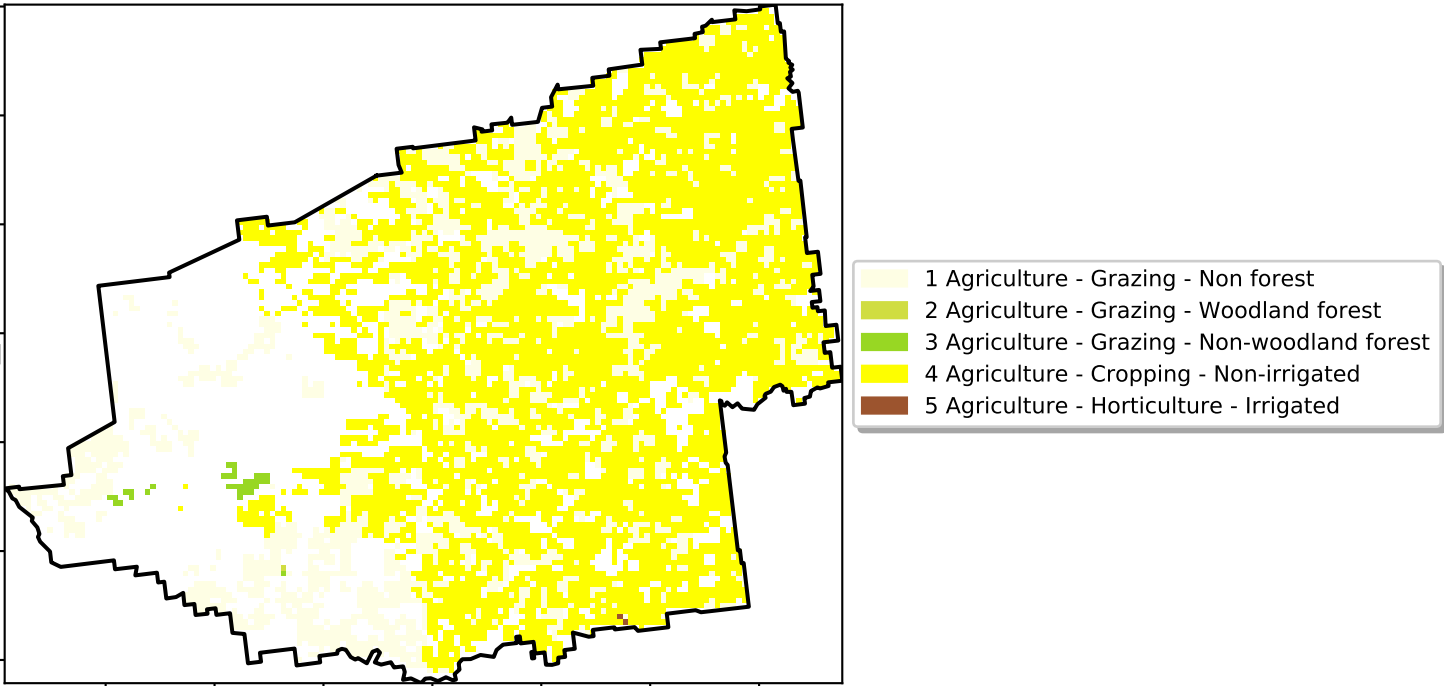 1 Agriculture - Grazing - Non forest
2 Agriculture - Grazing - Woodland forest
3 Agriculture - Grazing - Non-woodland forest
4 Agriculture - Cropping - Non-irrigated
5 Agriculture - Horticulture - Irrigated